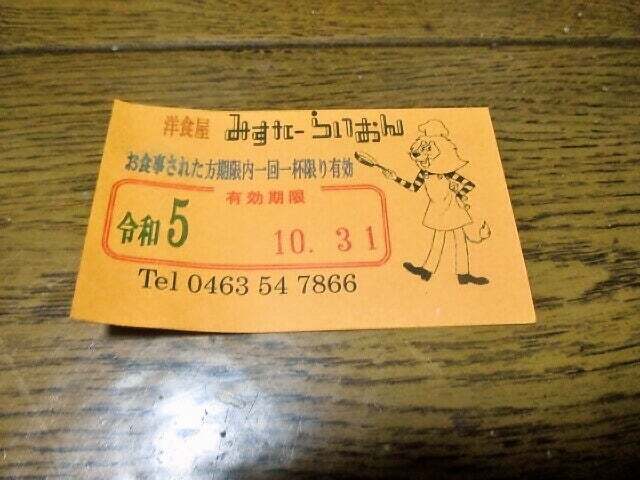 洋食屋 みすたーらいおん
お食事された方期限内一回一杯限り有効
有効期限
令和5 10. 31
Tel 0463 54 7866